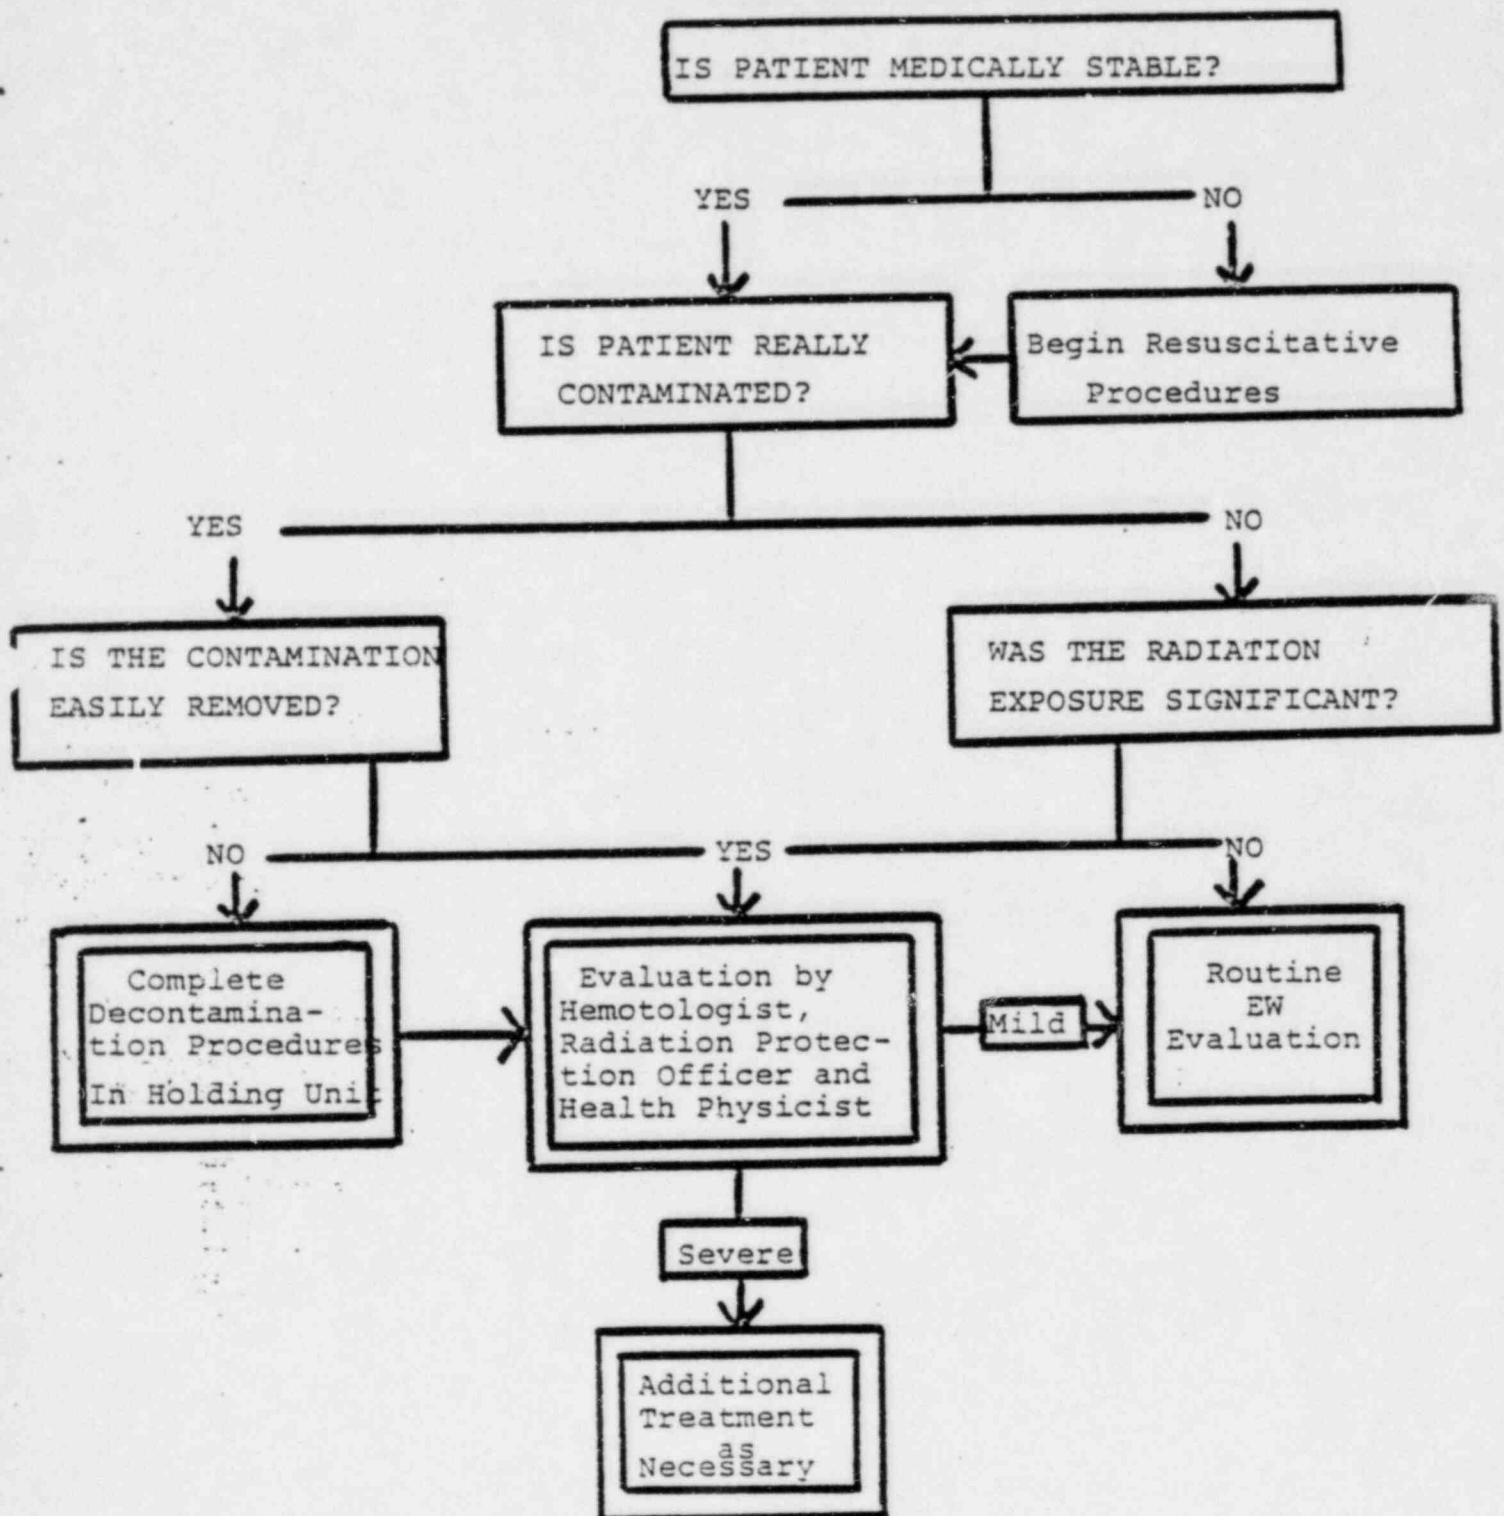 IS PATIENT MEDICALLY STABLE?
YES
NO
IS PATIENT REALLY
CONTAMINATED?
Begin Resuscitative
Procedures
YES
NO
IS THE CONTAMINATION
EASILY REMOVED?
WAS THE RADIATION
EXPOSURE SIGNIFICANT?
NO
YES
NO
Complete
Decontamina-
tion Procedures
In Holding Unit
Evaluation by
Hemotologist,
Radiation Protec-
tion Officer and
Health Physicist
Mild
Routine
EW
Evaluation
Severe
Additional
Treatment
as
Necessary